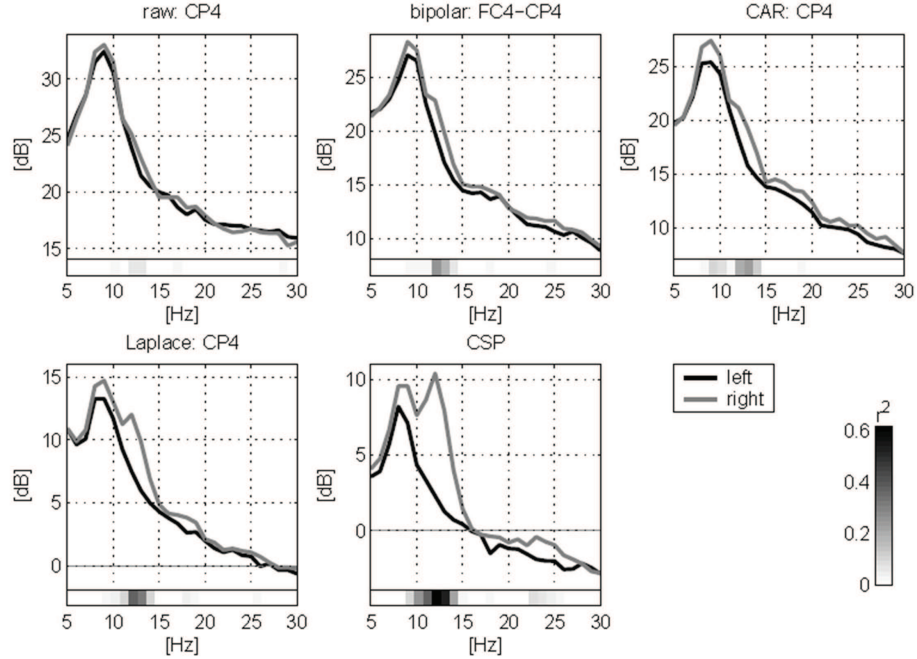 raw: CP4
bipolar: FC4-CP4
CAR: CP4
[dB]
30
25
20
15
[dB]
25
20
15
10
[dB]
25
20
15
10
5 10 15 20 25 30
5 10 15 20 25 30
5 10 15 20 25 30
[Hz]
[Hz]
[Hz]
Laplace: CP4
CSP
[dB]
15
10
5
0
[dB]
10
5
0
left
right
r²
0.6
0.4
0.2
0
5 10 15 20 25 30
5 10 15 20 25 30
[Hz]
[Hz]